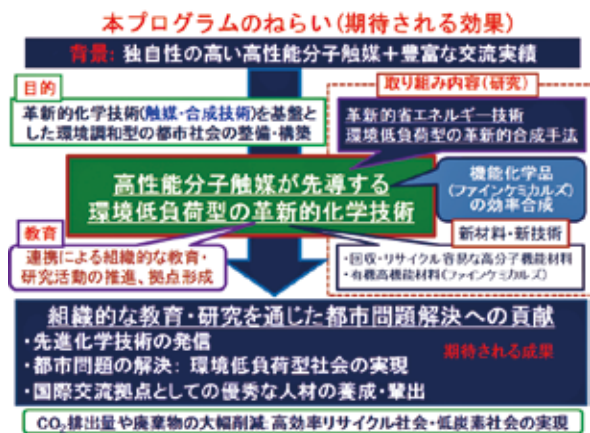 本プログラムのねらい(期待される効果)
背景: 独自性の高い高性能分子触媒+豊富な交流実績
目的
革新的化学技術(触媒・合成技術)を基盤と
した環境調和型の都市社会の整備・構築
取り組み内容(研究)
革新的省エネルギー技術
環境低負荷型の革新的合成手法
高性能分子触媒が先導する
環境低負荷型の革新的化学技術
機能化学品
(ファインケミカルズ)
の効率合成
教育
連携による組織的な教育・
研究活動の推進、拠点形成
新材料・新技術
・回収・リサイクル容易な高分子機能材料
・有機高機能材料(ファインケミカルズ)
組織的な教育・研究を通じた都市問題解決への貢献
・先進化学技術の発信
・都市問題の解決: 環境低負荷型社会の実現
期待される成果
・国際交流拠点としての優秀な人材の養成・輩出
CO₂排出量や廃棄物の大幅削減:高効率リサイクル社会・低炭素社会の実現